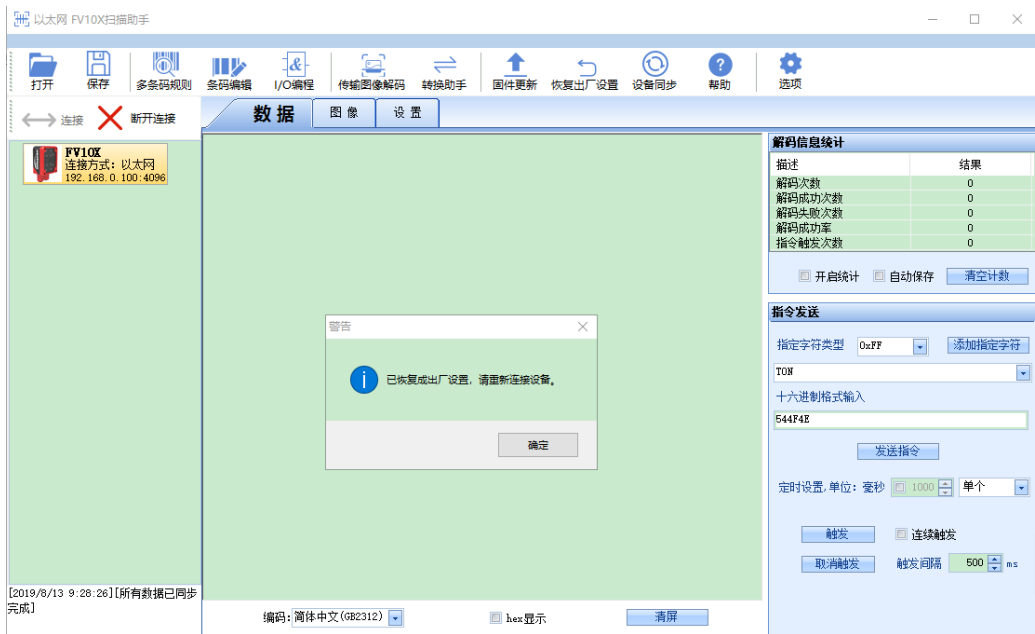 以太网 FV10X扫描助手
打开 保存 多条码规则 条码编辑 I/O编程 传输图像解码 转换助手 固件更新 恢复出厂设置 设备同步 帮助 选项
连接 断开连接 数据 图像 设置
FV10X
连接方式: 以太网
192.168.0.100:4096
解码信息统计
描述 结果
解码次数 0
解码成功次数 0
解码失败次数 0
解码成功率 0
指令触发次数 0
开启统计 自动保存 清空计数
警告
已恢复成出厂设置，请重新连接设备。
确定
指令发送
指定字符类型 0xFF 添加指定字符
TON
十六进制格式输入
544F4E
发送指令
定时设置,单位: 毫秒 1000 单个
触发 连续触发
取消触发 触发间隔 500 ms
[2019/8/13 9:28:26][所有数据已同步
完成]
编码: 简体中文(GB2312) hex显示 清屏